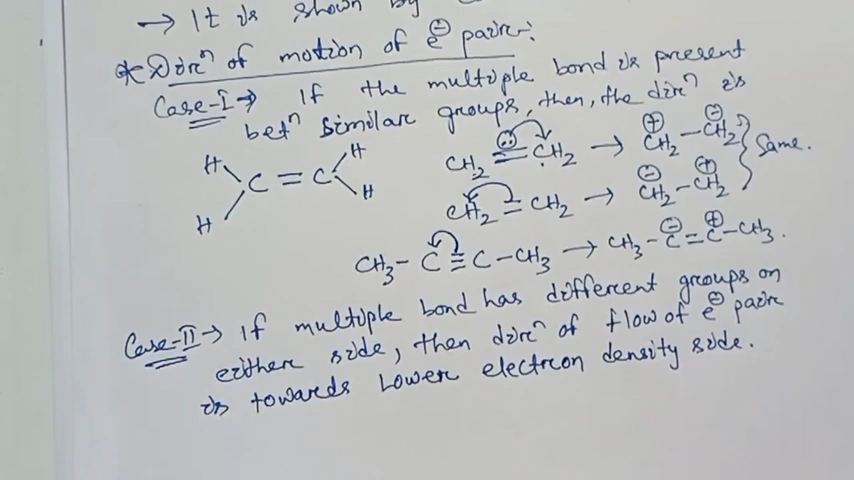 → It is shown by
* Dirⁿ of motion of e⊖ pair:
Case-I → If the multiple bond is present
betⁿ similar groups, then, the dirⁿ is
H H
C = C
H H
CH₂ = CH₂ → ⊕CH₂ – ⊖CH₂
CH₂ = CH₂ → ⊖CH₂ – ⊕CH₂
} Same.
CH₃ – C ≡ C – CH₃ → CH₃ – ⊖C = ⊕C – CH₃.
Case-II → If multiple bond has different groups on
either side, then dirⁿ of flow of e⊖ pair
is towards lower electron density side.